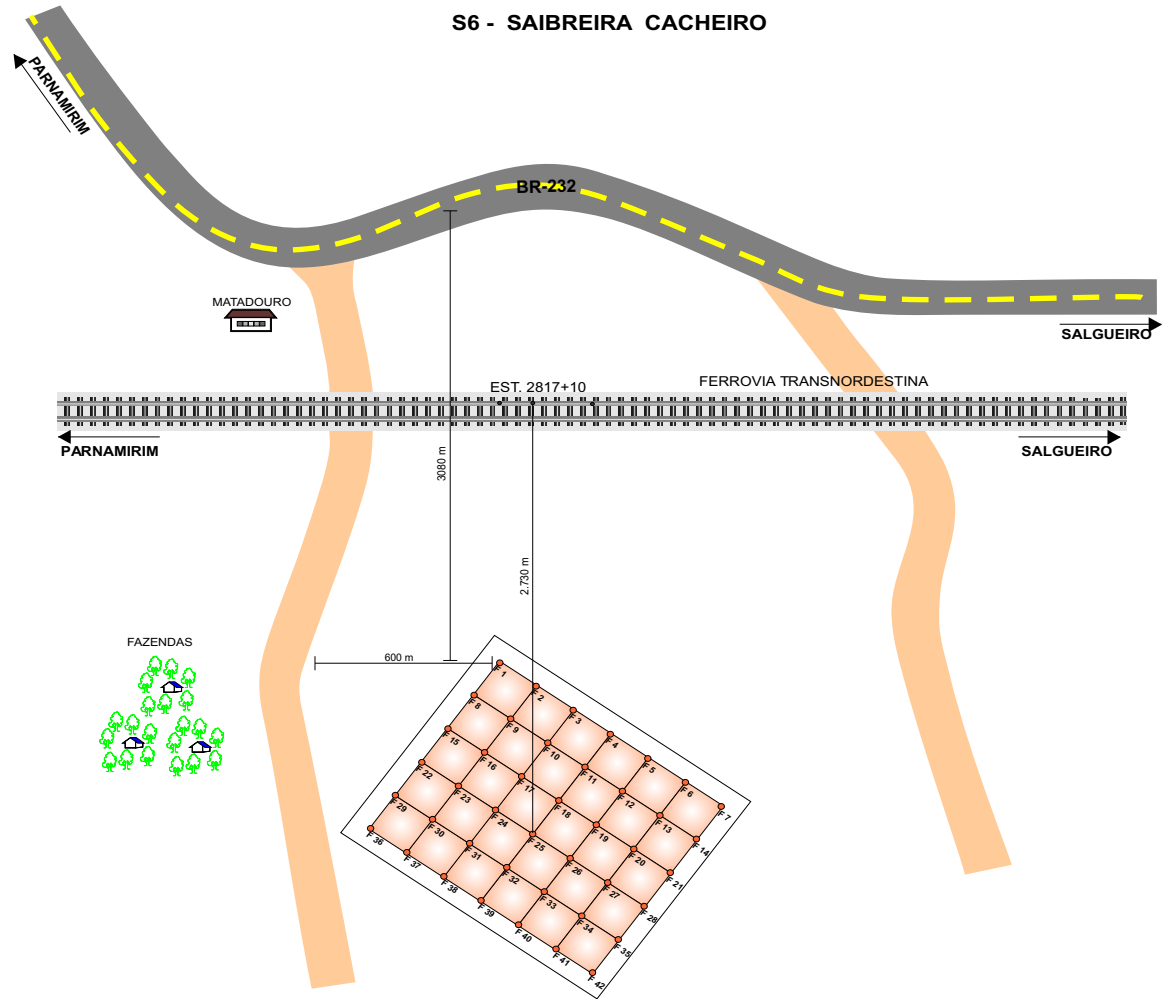 S6 - SAIBREIRA CACHEIRO
PARNAMIRIM
BR-232
MATADOURO
SALGUEIRO
EST. 2817+10
FERROVIA TRANSNORDESTINA
PARNAMIRIM
SALGUEIRO
3080 m
2.730 m
FAZENDAS
600 m
F 1
F 2
F 3
F 4
F 5
F 6
F 7
F 8
F 9
F 10
F 11
F 12
F 13
F 14
F 15
F 16
F 17
F 18
F 19
F 20
F 21
F 22
F 23
F 24
F 25
F 26
F 27
F 28
F 29
F 30
F 31
F 32
F 33
F 34
F 35
F 36
F 37
F 38
F 39
F 40
F 41
F 42